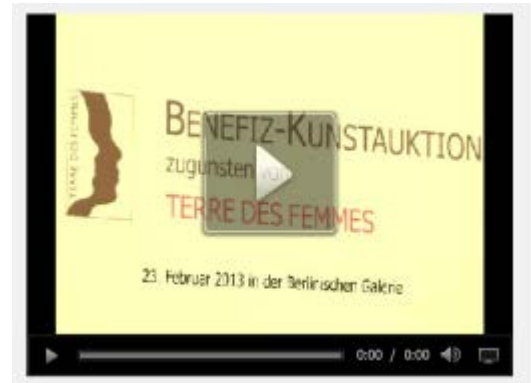 TERRE DES FEMMES
BENEFIZ-KUNSTAUKTION
zugunsten von
TERRE DES FEMMES
23. Februar 2013 in der Berlinischen Galerie
0:00 / 0:00